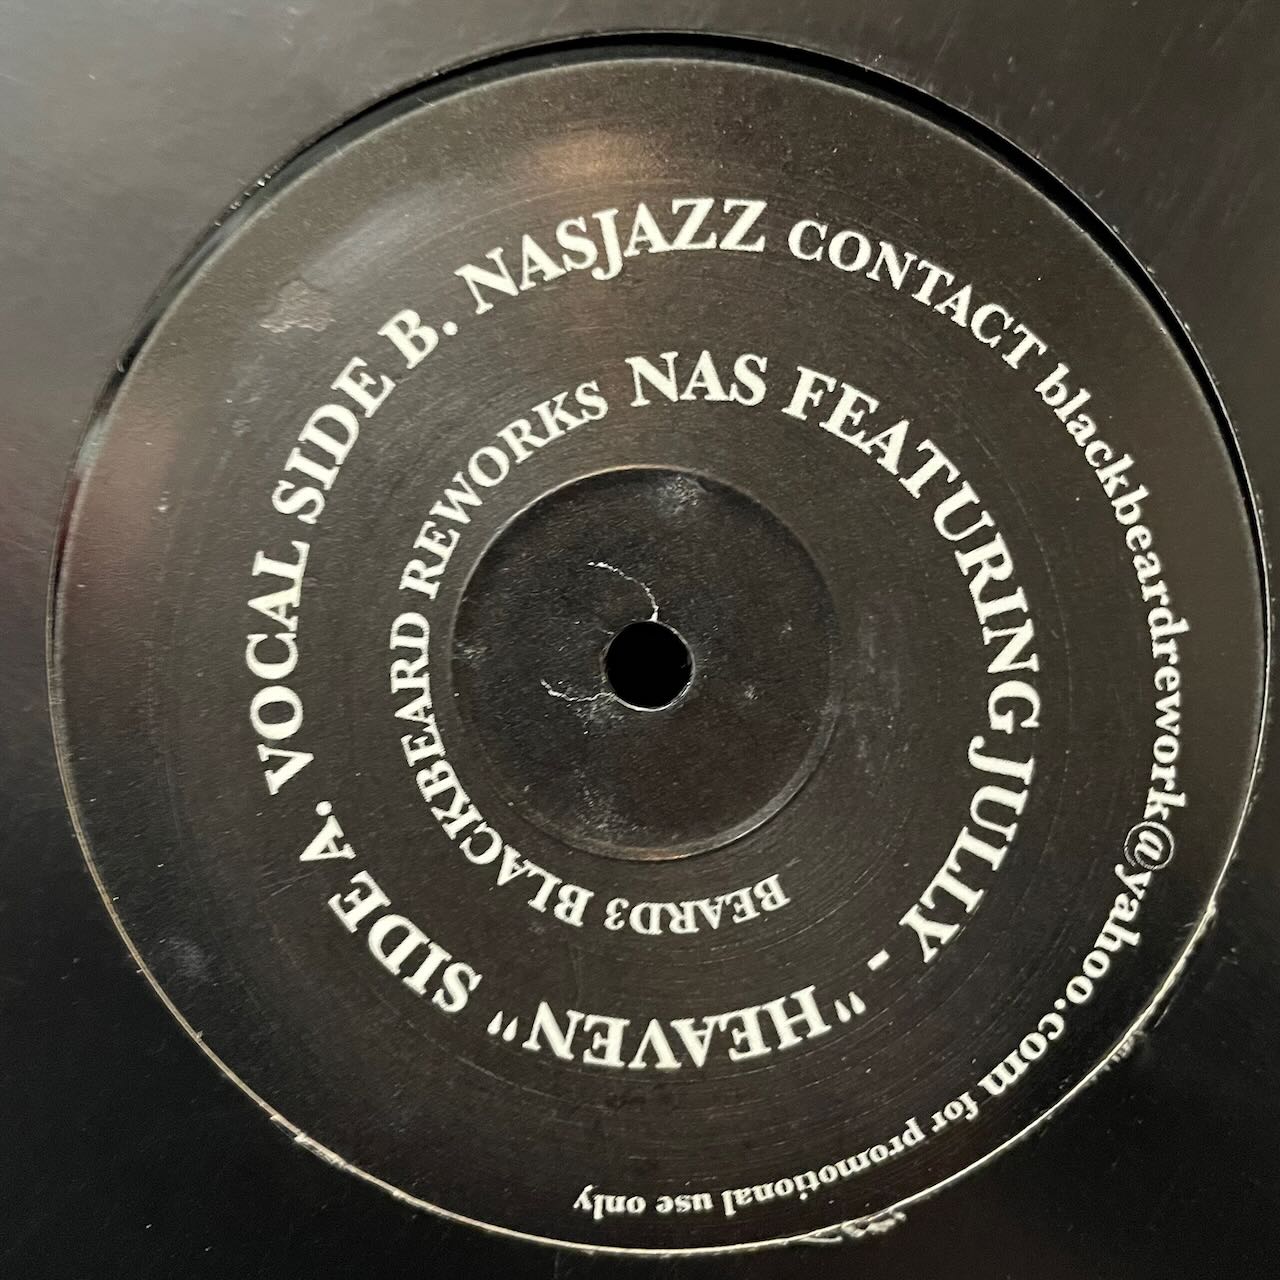 BEARD3 BLACKBEARD REWORKS NAS FEATURING JULLY - "HEAVEN" SIDE A. VOCAL SIDE B. NASJAZZ CONTACT blackbeardrework@yahoo.com for promotional use only